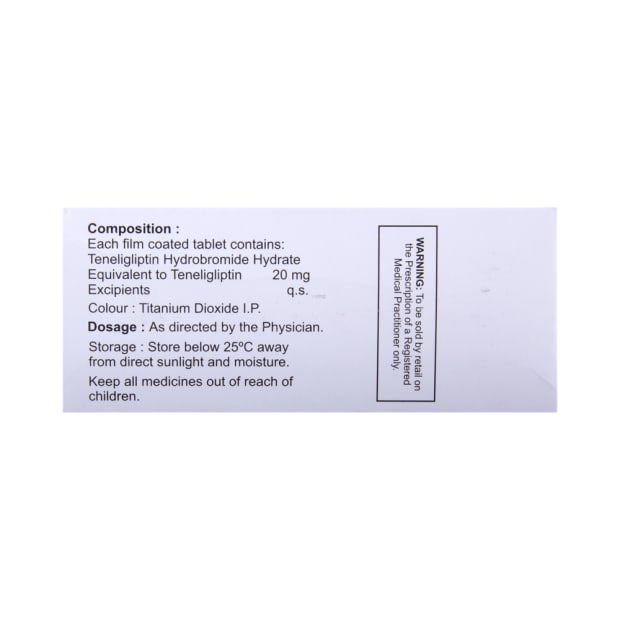 Composition :
Each film coated tablet contains:
Teneligliptin Hydrobromide Hydrate
Equivalent to Teneligliptin 20 mg
Excipients q.s.
Colour : Titanium Dioxide I.P.
Dosage : As directed by the Physician.
Storage : Store below 25ºC away
from direct sunlight and moisture.
Keep all medicines out of reach of
children.
WARNING: To be sold by retail on
the Prescription of a Registered
Medical Practitioner only.